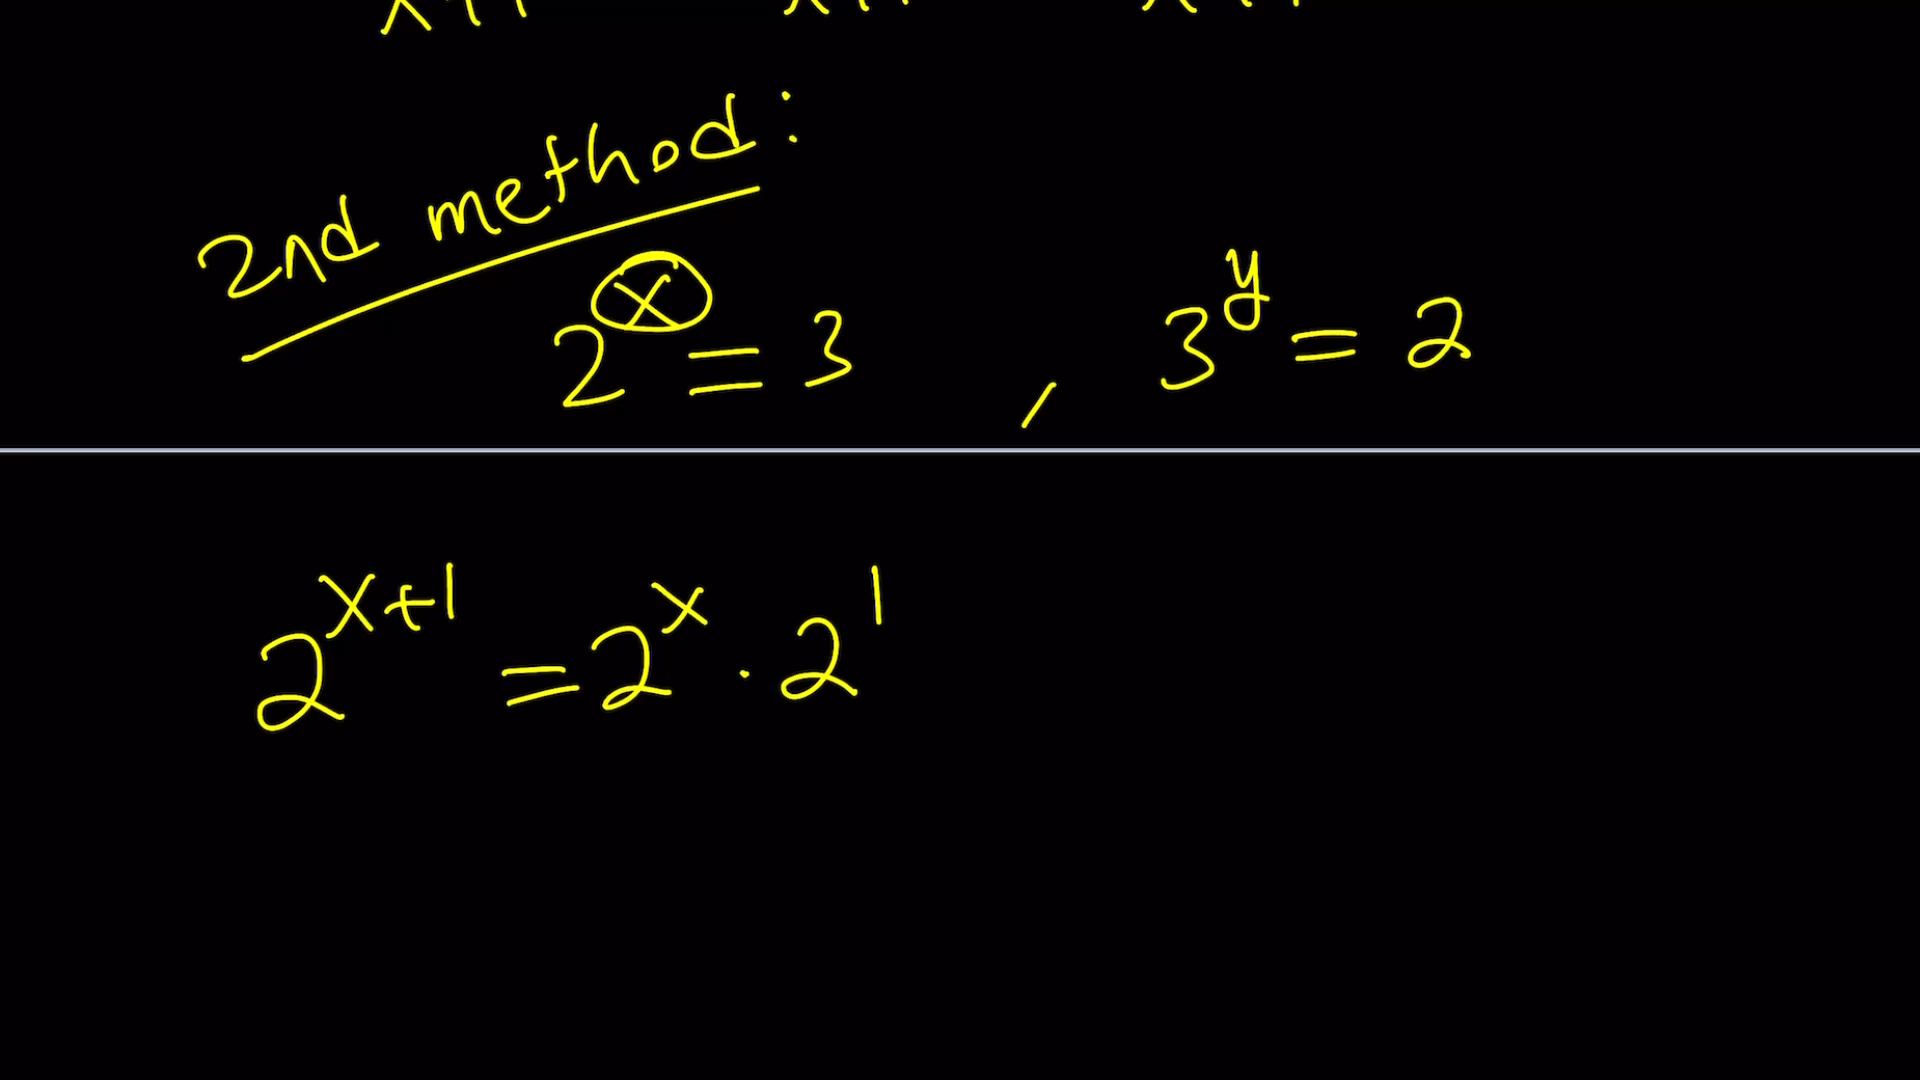 2nd method:
2^x = 3 , 3^y = 2
2^{x+1} = 2^x · 2^1